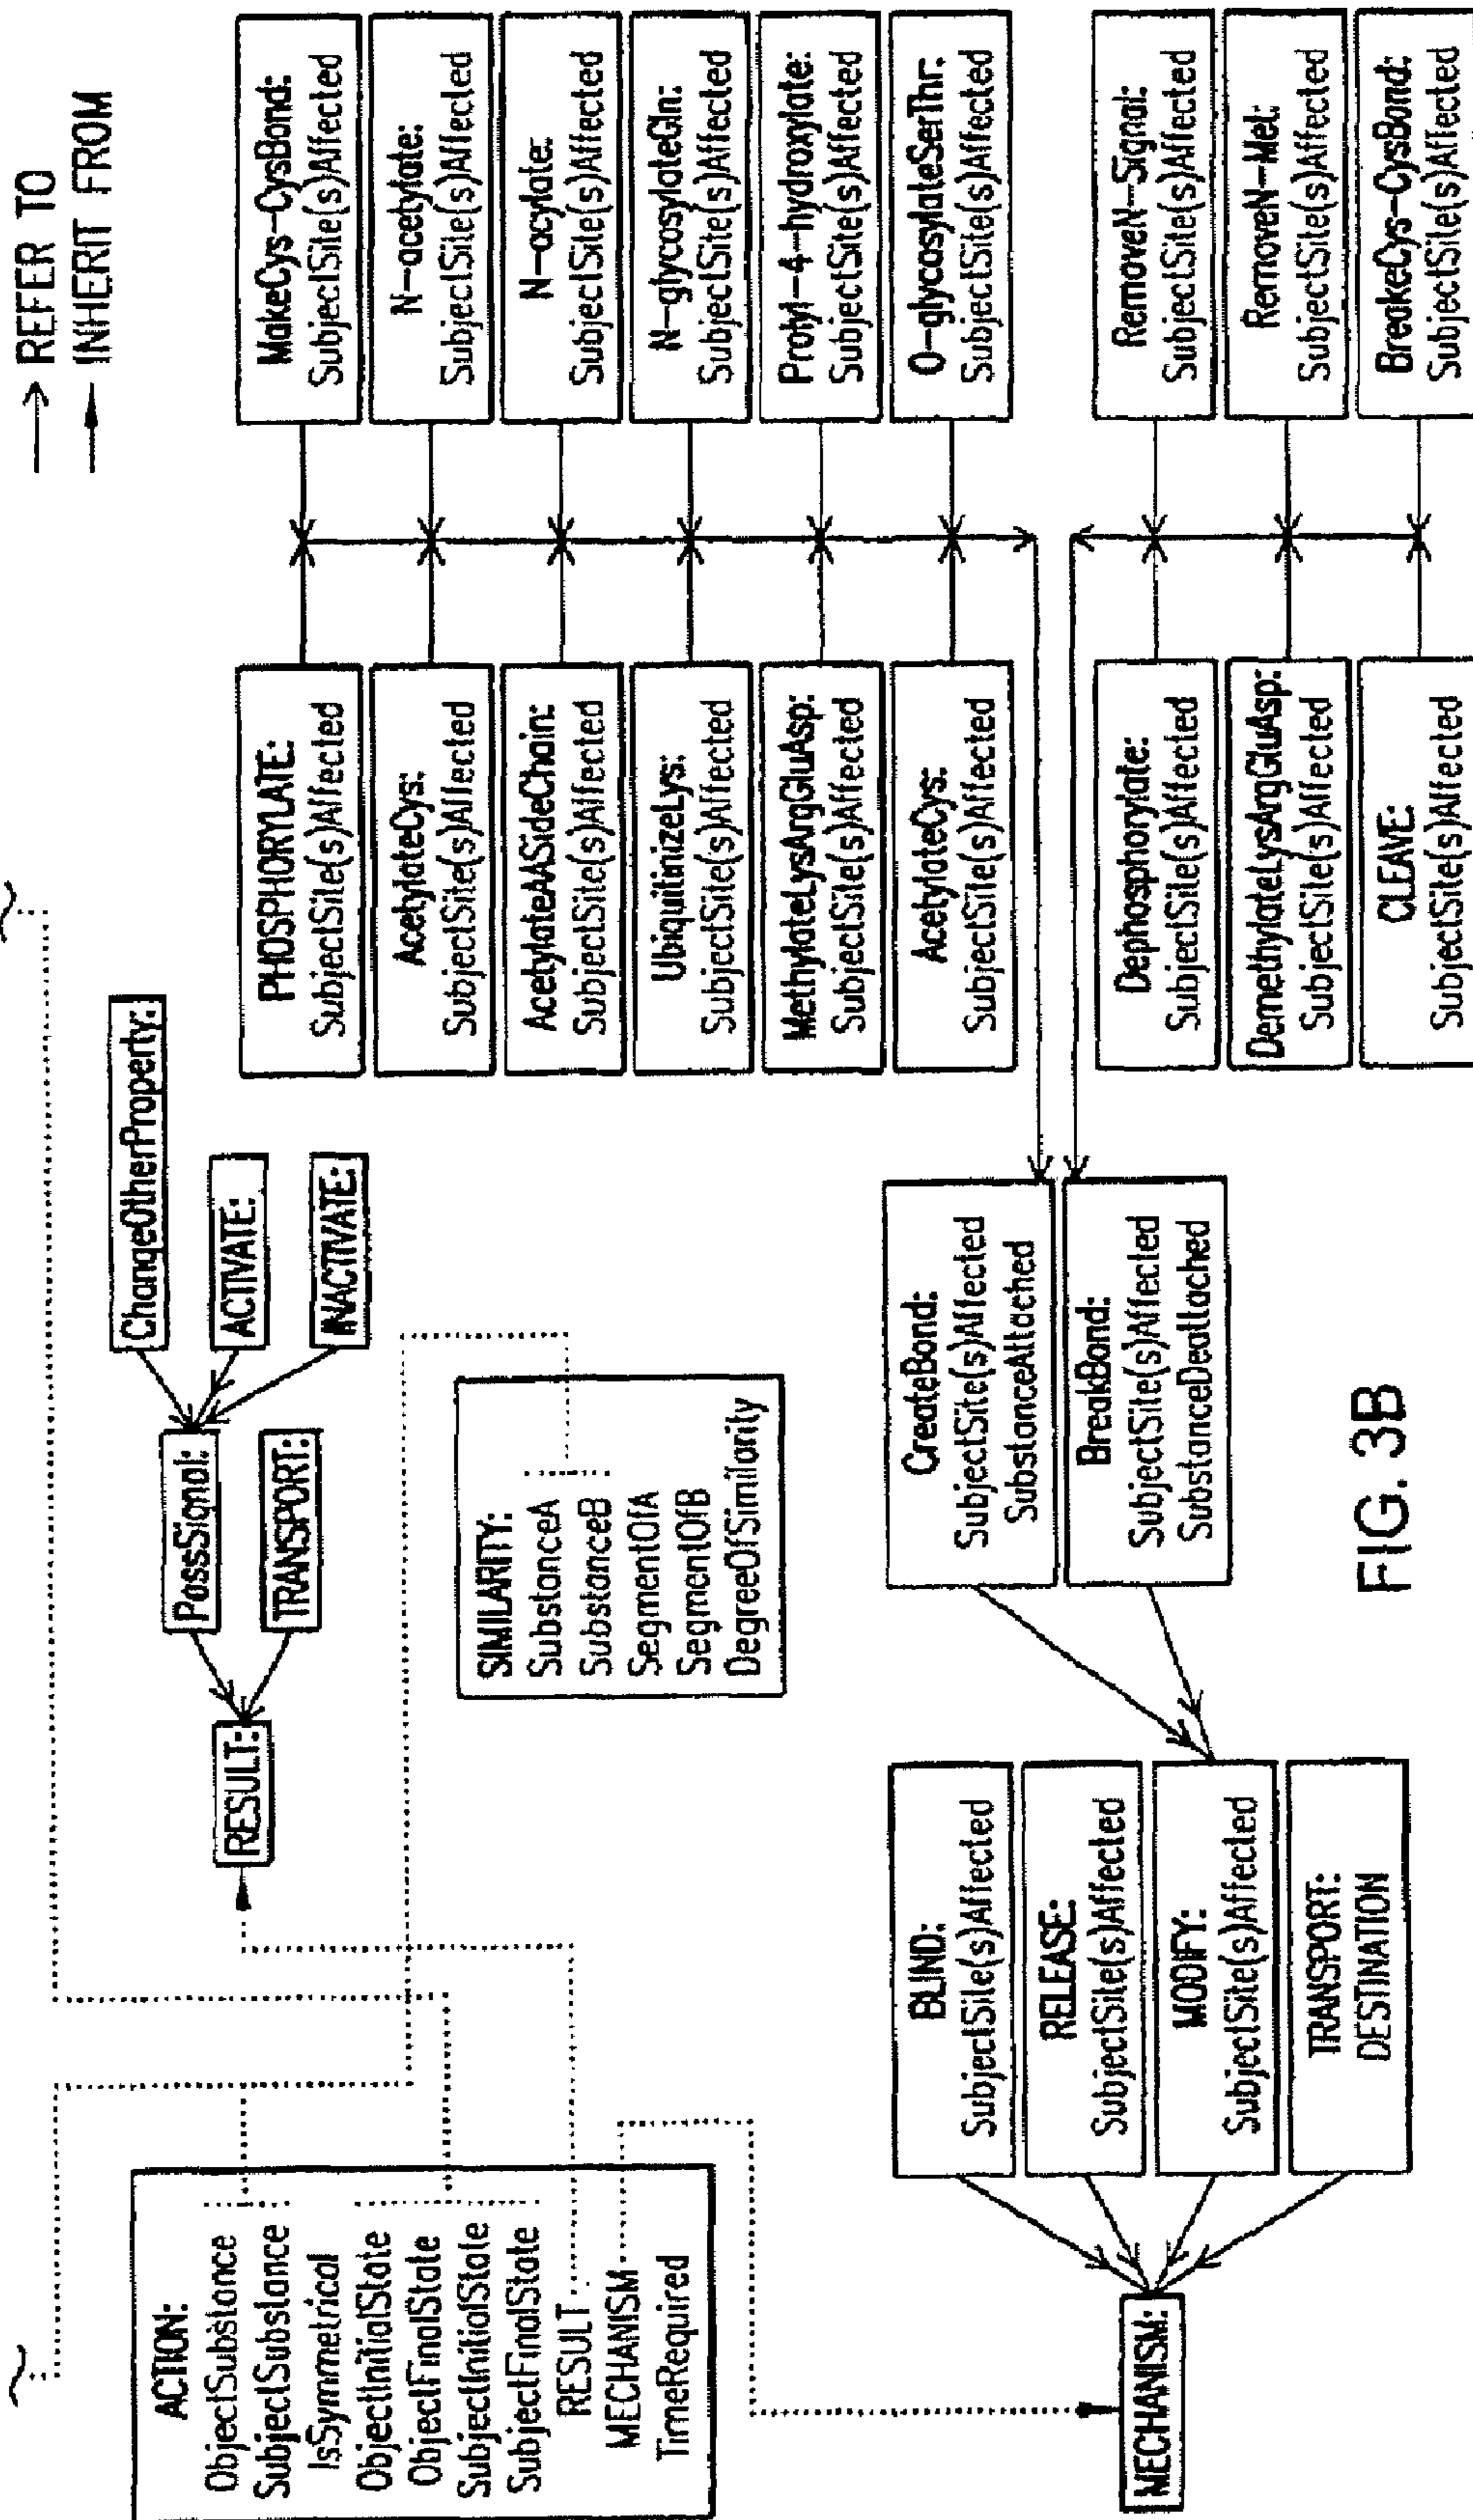 REFER TO
INHERIT FROM
ACTION:
ObjectSubstance
SubjectSubstance
IsSymmetrical
ObjectInitialState
ObjectFinalState
SubjectInitialState
SubjectFinalState
RESULT
MECHANISM
TimeRequired
RESULT:
PassSignal:
TRANSPORT:
ChangeOtherProperty:
ACTIVATE:
INACTIVATE:
SIMILARITY:
SubstanceA
SubstanceB
SegmentOfA
SegmentOfB
DegreeOfSimilarity
MECHANISM:
BLIND:
SubjectSite(s)Affected
RELEASE:
SubjectSite(s)Affected
MODIFY:
SubjectSite(s)Affected
TRANSPORT:
DESTINATION
CreateBond:
SubjectSite(s)Affected
SubstanceAttached
BreakBond:
SubjectSite(s)Affected
SubstanceDeattached
PHOSPHORYLATE:
SubjectSite(s)Affected
AcetylateCys:
SubjectSite(s)Affected
AcetylateAASideChain:
SubjectSite(s)Affected
UbiquitinizeLys:
SubjectSite(s)Affected
MethylateLysArgGluAsp:
SubjectSite(s)Affected
AcetylateCys:
SubjectSite(s)Affected
MakeCys-CysBond:
SubjectSite(s)Affected
N-acetylate:
SubjectSite(s)Affected
N-acylate:
SubjectSite(s)Affected
N-glycosylateGln:
SubjectSite(s)Affected
Protyl-4-hydroxylate:
SubjectSite(s)Affected
O-glycosylateSerThr:
SubjectSite(s)Affected
Dephosphorylate:
SubjectSite(s)Affected
DemethylateLysArgGluAsp:
SubjectSite(s)Affected
CLEAVE:
SubjectSite(s)Affected
RemoveN-Signal:
SubjectSite(s)Affected
RemoveN-Met:
SubjectSite(s)Affected
BreakeCys-CysBond:
SubjectSite(s)Affected
FIG. 3B